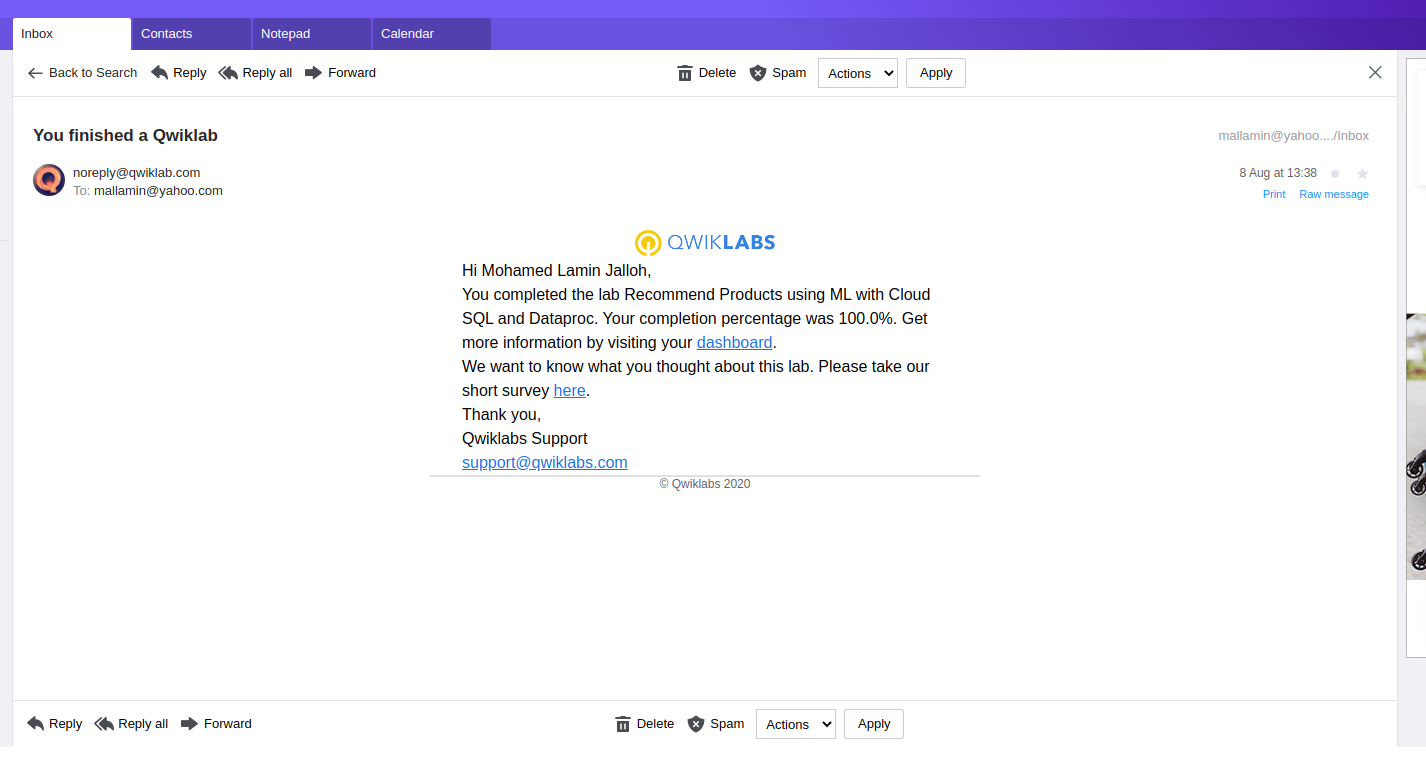 Inbox Contacts Notepad Calendar
Back to Search Reply Reply all Forward Delete Spam Actions Apply
You finished a Qwiklab mallamin@yahoo..../Inbox
noreply@qwiklab.com 8 Aug at 13:38
To: mallamin@yahoo.com Print Raw message
QWIKLABS
Hi Mohamed Lamin Jalloh,
You completed the lab Recommend Products using ML with Cloud
SQL and Dataproc. Your completion percentage was 100.0%. Get
more information by visiting your dashboard.
We want to know what you thought about this lab. Please take our
short survey here.
Thank you,
Qwiklabs Support
support@qwiklabs.com
© Qwiklabs 2020
Reply Reply all Forward Delete Spam Actions Apply